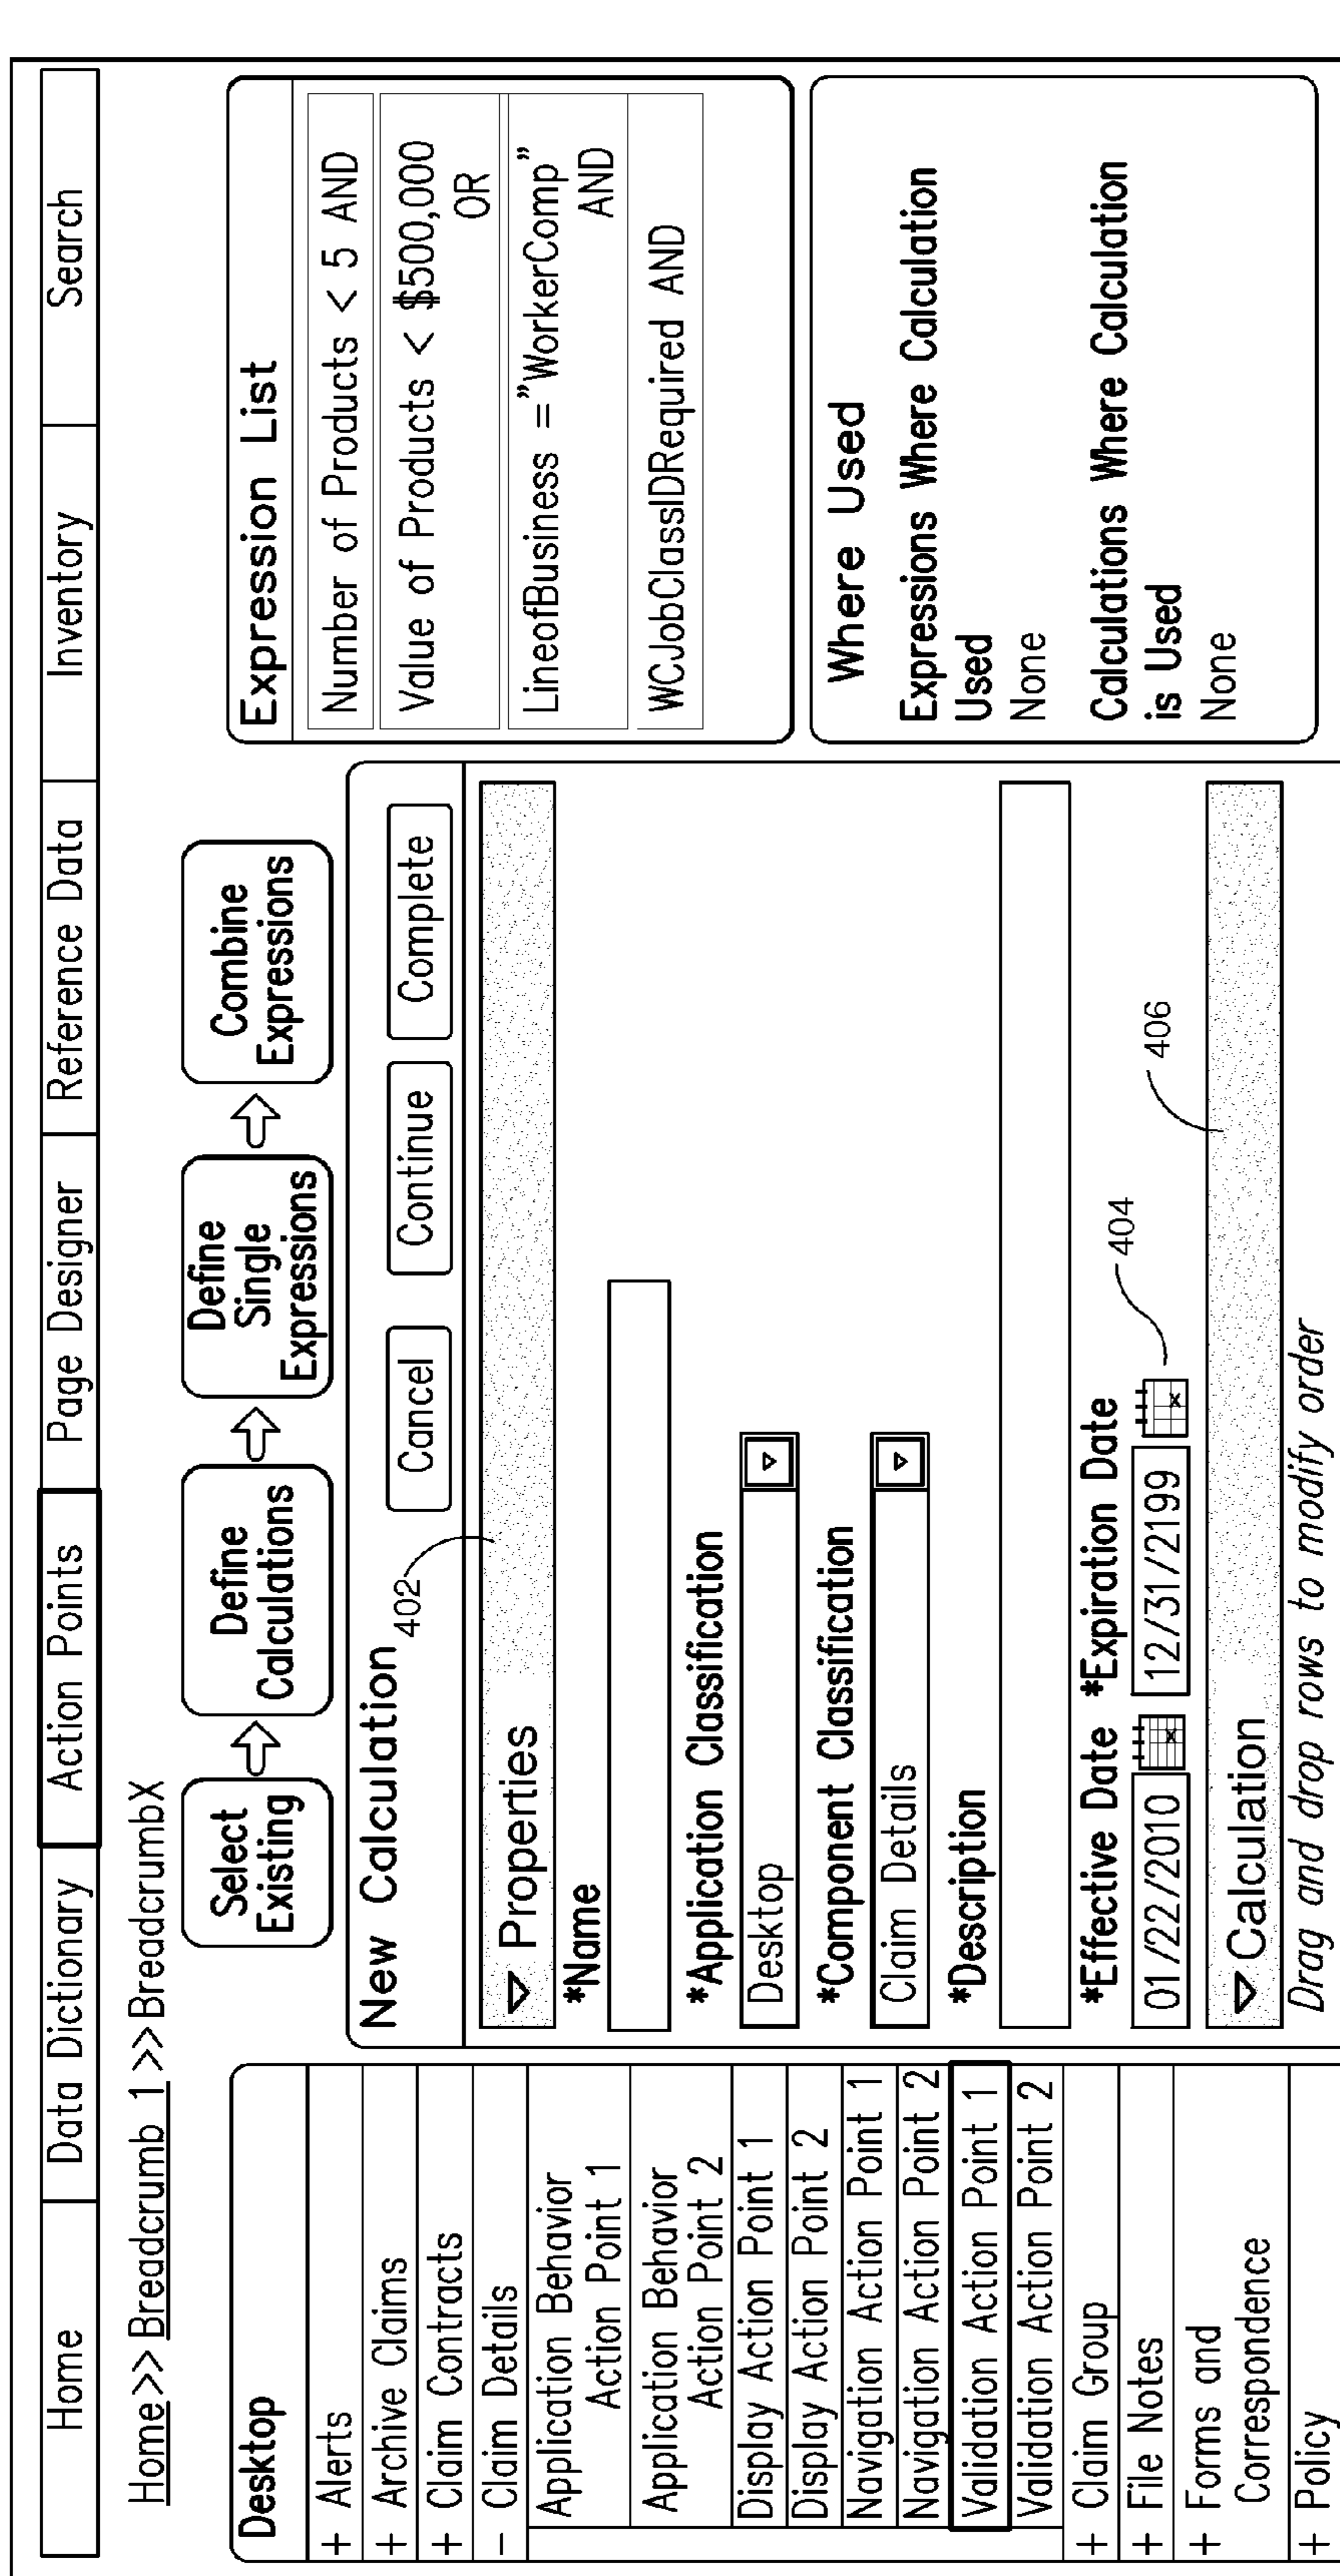 Home
Data Dictionary
Action Points
Page Designer
Reference Data
Inventory
Search
Home>>Breadcrumb 1>>BreadcrumbX
Desktop
+ Alerts
+ Archive Claims
+ Claim Contracts
- Claim Details
Application Behavior
Action Point 1
Application Behavior
Action Point 2
Display Action Point 1
Display Action Point 2
Navigation Action Point 1
Navigation Action Point 2
Validation Action Point 1
Validation Action Point 2
+ Claim Group
+ File Notes
+ Forms and
Correspondence
+ Policy
Select
Existing
Define
Calculations
Define
Single
Expressions
Combine
Expressions
New Calculation
402
Cancel
Continue
Complete
Properties
*Name
*Application Classification
Desktop
*Component Classification
Claim Details
*Description
*Effective Date *Expiration Date
01/22/2010
12/31/2199
404
406
Calculation
Drag and drop rows to modify order
Expression List
Number of Products < 5 AND
Value of Products < $500,000
OR
LineofBusiness ="WorkerComp"
AND
WCJobClassIDRequired AND
Where Used
Expressions Where Calculation
Used
None
Calculations Where Calculation
is Used
None